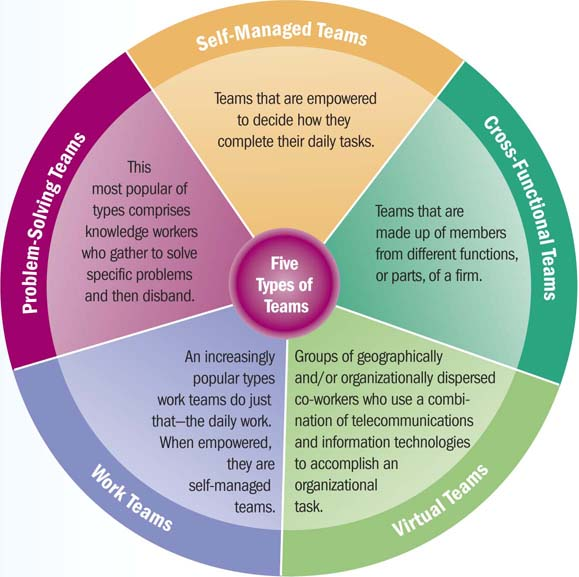 Self-Managed Teams
Teams that are empowered
to decide how they
complete their daily tasks.
Cross-Functional Teams
Teams that are
made up of members
from different functions,
or parts, of a firm.
Virtual Teams
Groups of geographically
and/or organizationally dispersed
co-workers who use a combi-
nation of telecommunications
and information technologies
to accomplish an
organizational
task.
Work Teams
An increasingly
popular types
work teams do just
that—the daily work.
When empowered,
they are
self-managed
teams.
Problem-Solving Teams
This
most popular of
types comprises
knowledge workers
who gather to solve
specific problems
and then disband.
Five
Types of
Teams